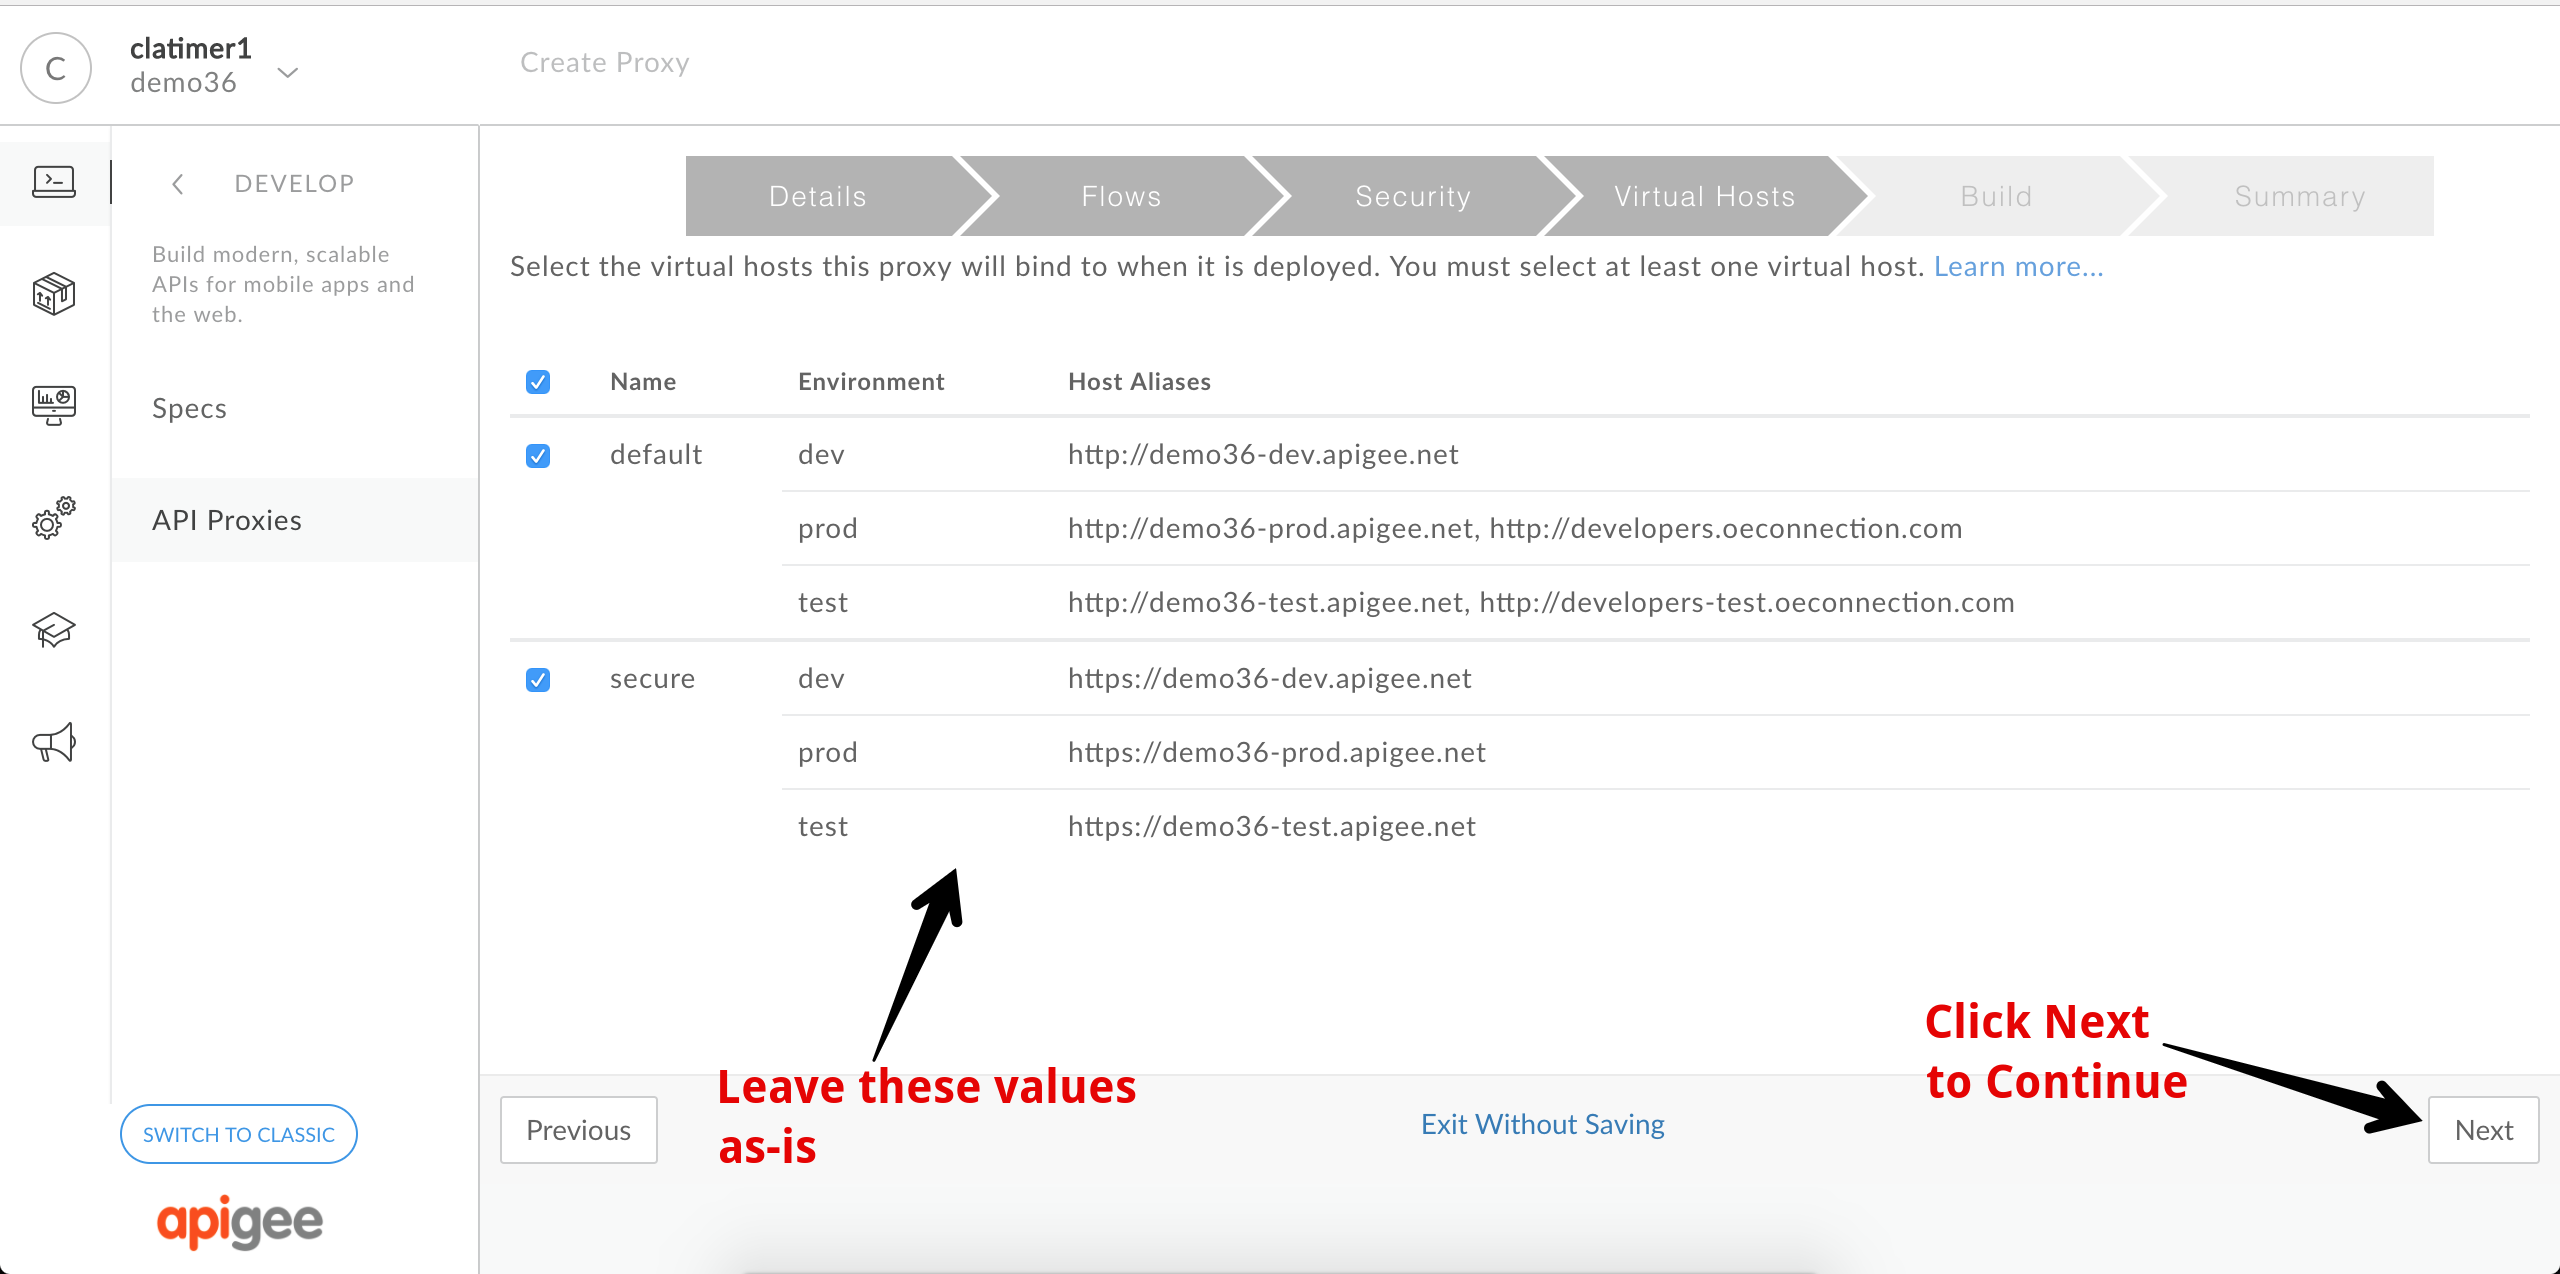 C
clatimer1
demo36
Create Proxy
DEVELOP
Build modern, scalable
APIs for mobile apps and
the web.
Specs
API Proxies
SWITCH TO CLASSIC
apigee
Details Flows Security Virtual Hosts Build Summary
Select the virtual hosts this proxy will bind to when it is deployed. You must select at least one virtual host. Learn more...
Name Environment Host Aliases
default dev http://demo36-dev.apigee.net
prod http://demo36-prod.apigee.net, http://developers.oeconnection.com
test http://demo36-test.apigee.net, http://developers-test.oeconnection.com
secure dev https://demo36-dev.apigee.net
prod https://demo36-prod.apigee.net
test https://demo36-test.apigee.net
Leave these values
as-is
Click Next
to Continue
Previous
Exit Without Saving
Next